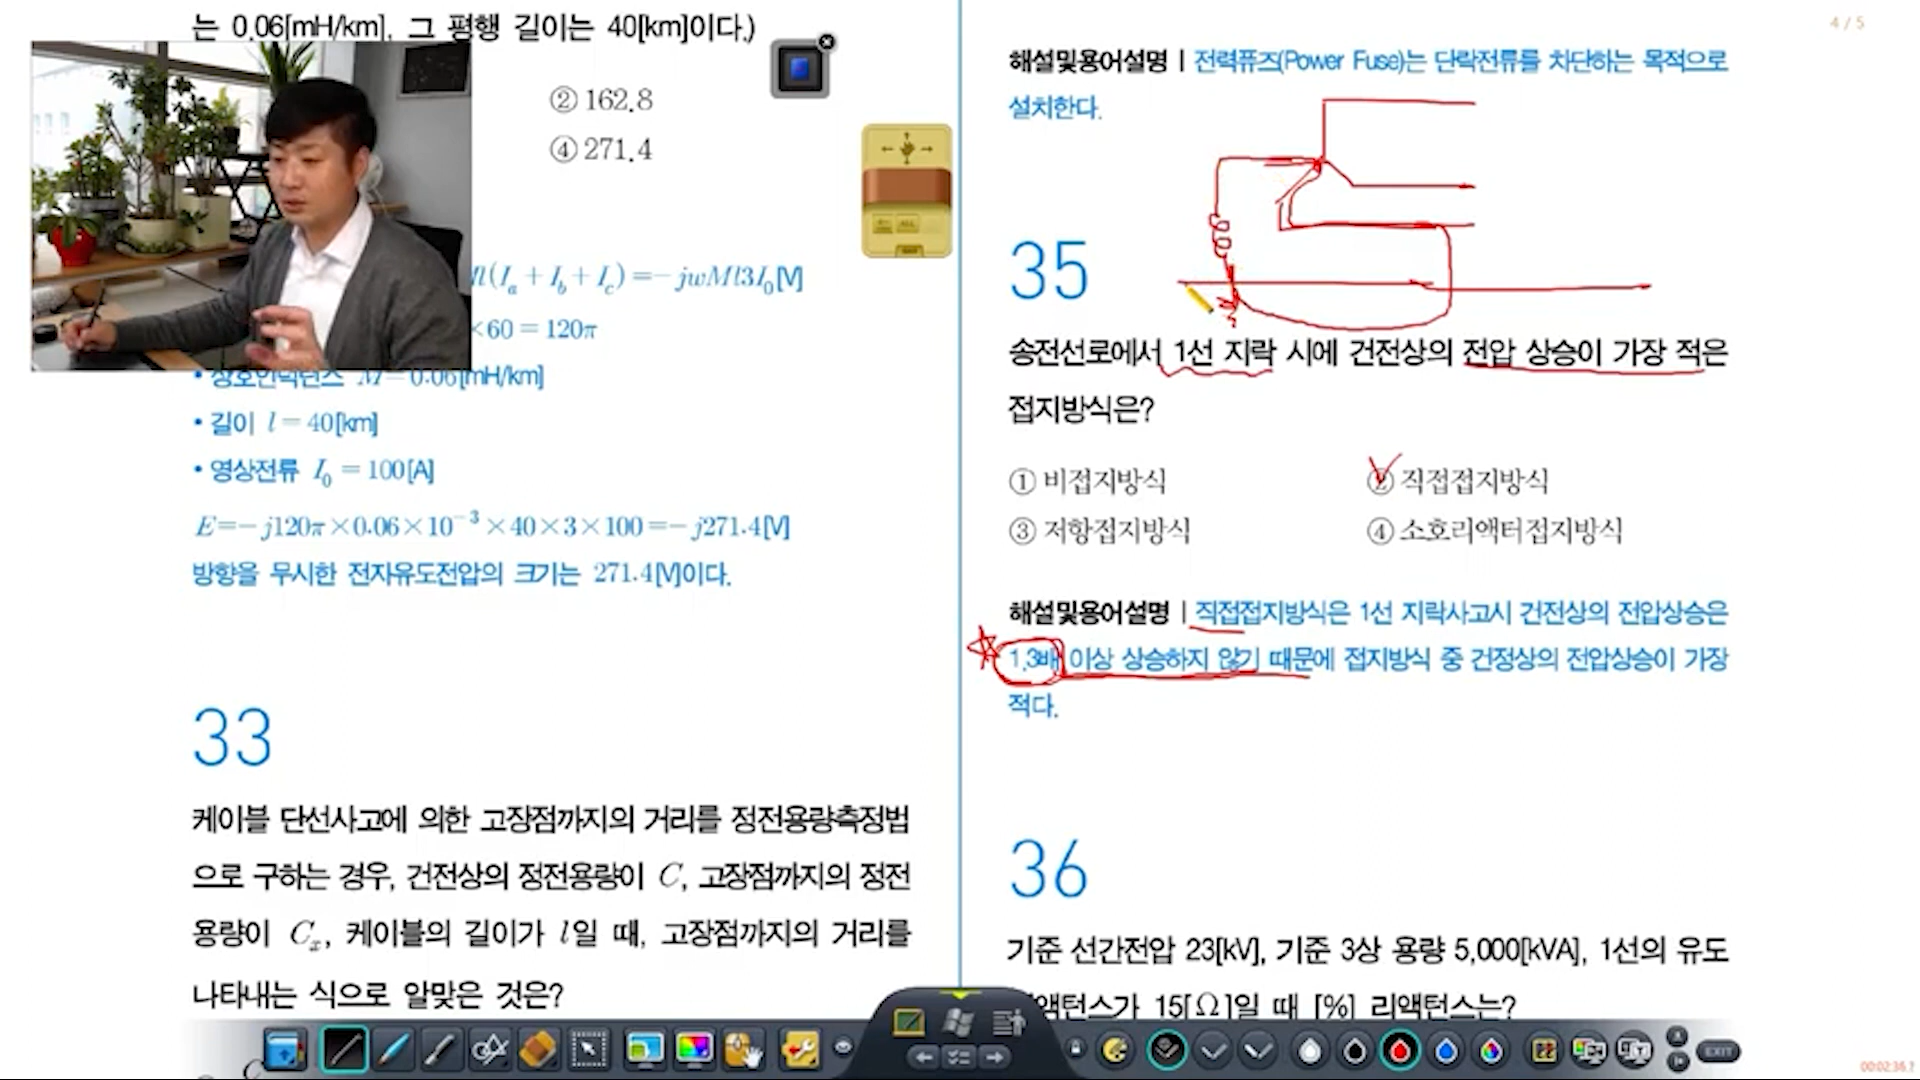 는 0.06[mH/km], 그 평행 길이는 40[km]이다.)
② 162.8
④ 271.4
(I_a + I_b + I_c) = -jwMl3I_0[V]
×60 = 120π
• 상호인덕턴스 M = 0.06[mH/km]
• 길이 l = 40[km]
• 영상전류 I_0 = 100[A]
E = -j120π×0.06×10^-3×40×3×100 = -j271.4[V]
방향을 무시한 전자유도전압의 크기는 271.4[V]이다.
33
케이블 단선사고에 의한 고장점까지의 거리를 정전용량측정법
으로 구하는 경우, 건전상의 정전용량이 C, 고장점까지의 정전
용량이 C_x, 케이블의 길이가 l일 때, 고장점까지의 거리를
나타내는 식으로 알맞은 것은?
4 / 5
해설및용어설명 | 전력퓨즈(Power Fuse)는 단락전류를 차단하는 목적으로
설치한다.
35
송전선로에서 1선 지락 시에 건전상의 전압 상승이 가장 적은
접지방식은?
① 비접지방식 ② 직접접지방식
③ 저항접지방식 ④ 소호리액터접지방식
해설및용어설명 | 직접접지방식은 1선 지락사고시 건전상의 전압상승은
1.3배 이상 상승하지 않기 때문에 접지방식 중 건정상의 전압상승이 가장
적다.
36
기준 선간전압 23[kV], 기준 3상 용량 5,000[kVA], 1선의 유도
리액턴스가 15[Ω]일 때 [%] 리액턴스는?
ALL
EXIT